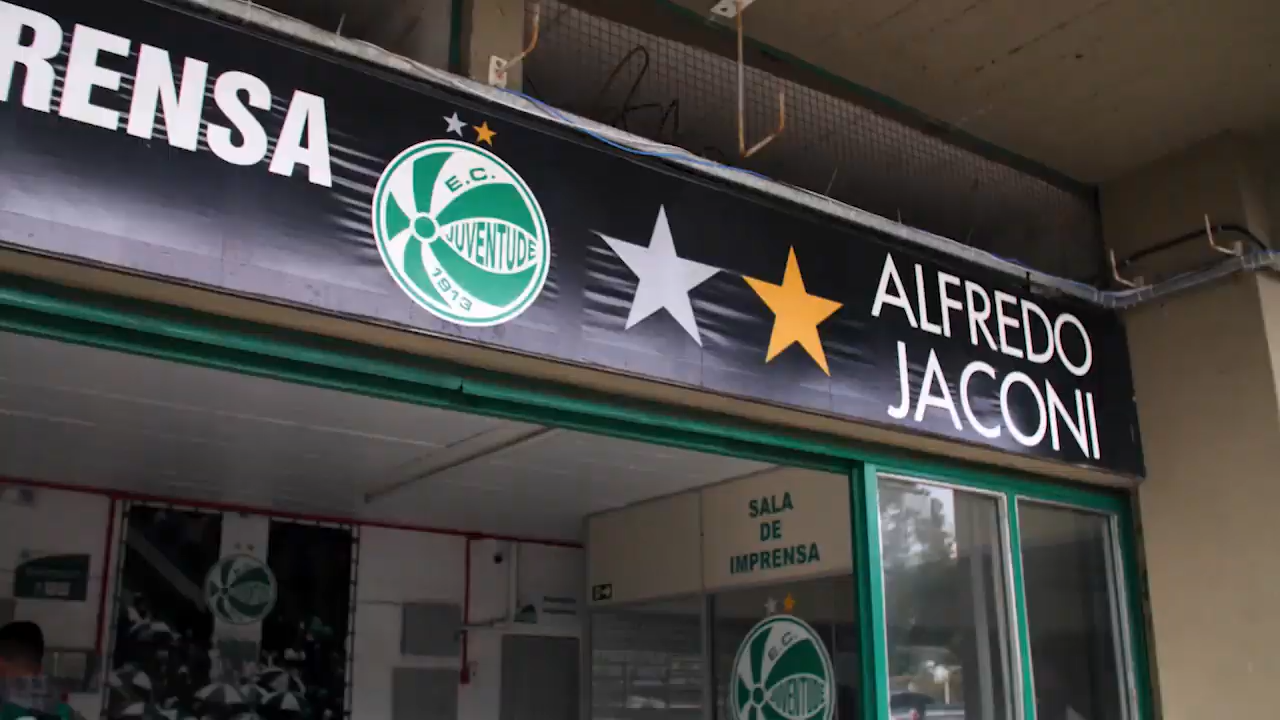 RENSA
E.C.
JUVENTUDE
1913
ALFREDO
JACONI
SALA
DE
IMPRENSA
E.C.
JUVENTUDE